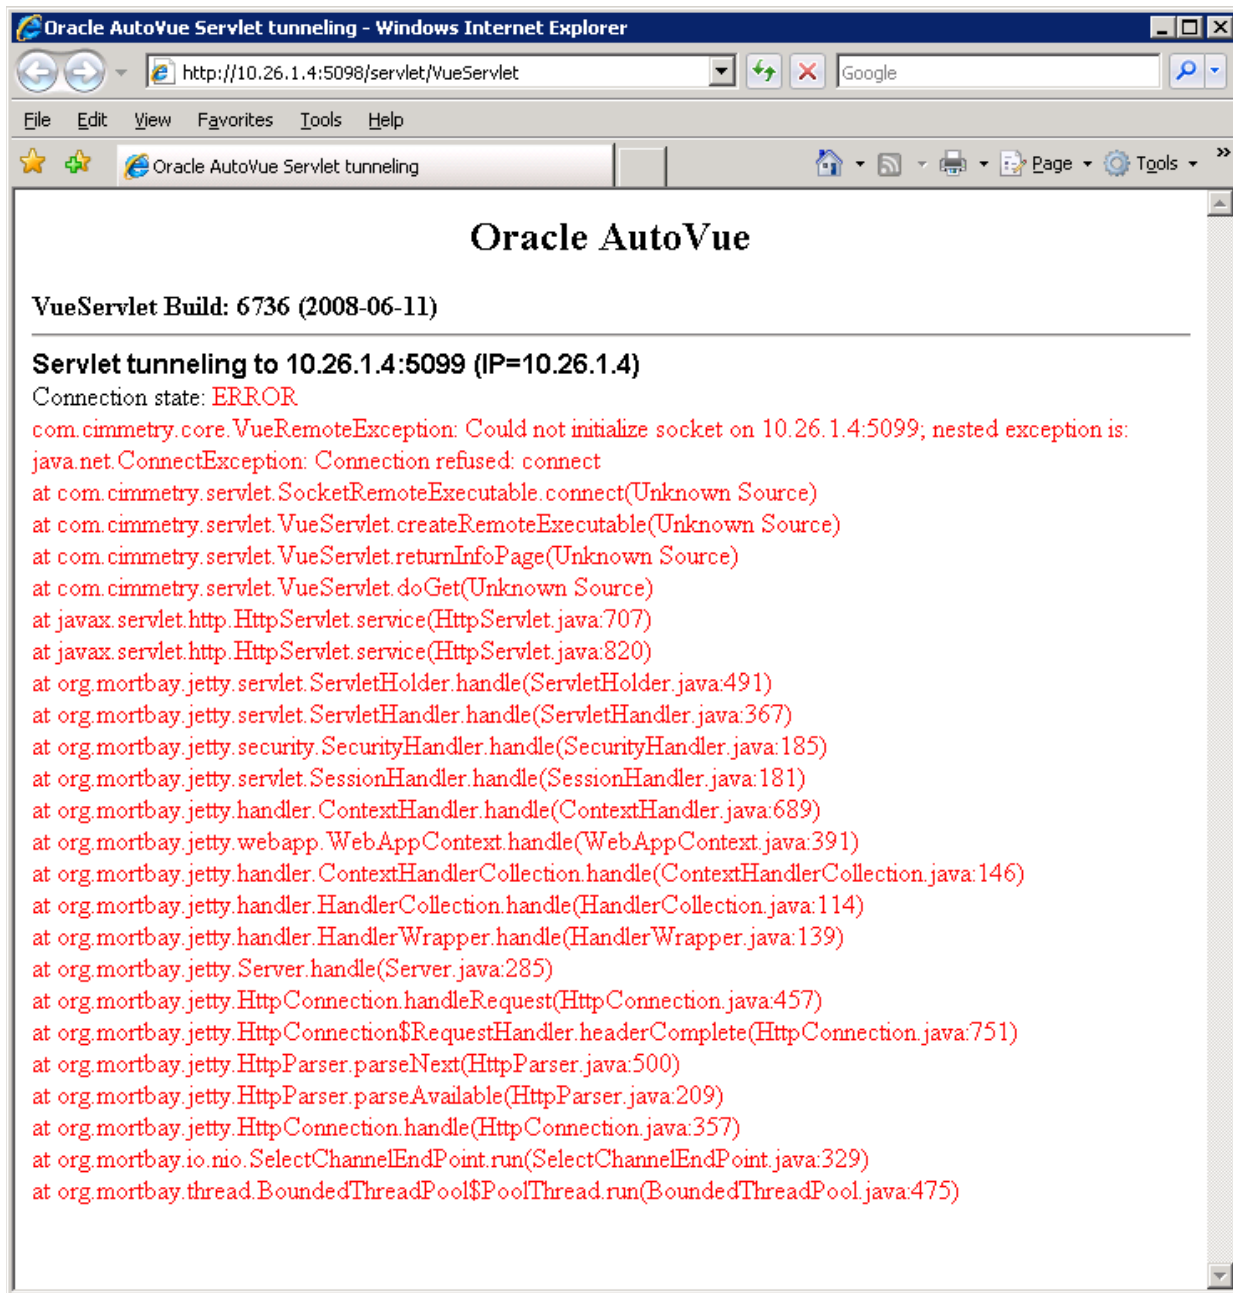 Oracle AutoVue Servlet tunneling - Windows Internet Explorer
http://10.26.1.4:5098/servlet/VueServlet
Google
File Edit View Favorites Tools Help
Oracle AutoVue Servlet tunneling
Page Tools »
Oracle AutoVue
VueServlet Build: 6736 (2008-06-11)
Servlet tunneling to 10.26.1.4:5099 (IP=10.26.1.4)
Connection state: ERROR
com.cimmetry.core.VueRemoteException: Could not initialize socket on 10.26.1.4:5099; nested exception is:
java.net.ConnectException: Connection refused: connect
at com.cimmetry.servlet.SocketRemoteExecutable.connect(Unknown Source)
at com.cimmetry.servlet.VueServlet.createRemoteExecutable(Unknown Source)
at com.cimmetry.servlet.VueServlet.returnInfoPage(Unknown Source)
at com.cimmetry.servlet.VueServlet.doGet(Unknown Source)
at javax.servlet.http.HttpServlet.service(HttpServlet.java:707)
at javax.servlet.http.HttpServlet.service(HttpServlet.java:820)
at org.mortbay.jetty.servlet.ServletHolder.handle(ServletHolder.java:491)
at org.mortbay.jetty.servlet.ServletHandler.handle(ServletHandler.java:367)
at org.mortbay.jetty.security.SecurityHandler.handle(SecurityHandler.java:185)
at org.mortbay.jetty.servlet.SessionHandler.handle(SessionHandler.java:181)
at org.mortbay.jetty.handler.ContextHandler.handle(ContextHandler.java:689)
at org.mortbay.jetty.webapp.WebAppContext.handle(WebAppContext.java:391)
at org.mortbay.jetty.handler.ContextHandlerCollection.handle(ContextHandlerCollection.java:146)
at org.mortbay.jetty.handler.HandlerCollection.handle(HandlerCollection.java:114)
at org.mortbay.jetty.handler.HandlerWrapper.handle(HandlerWrapper.java:139)
at org.mortbay.jetty.Server.handle(Server.java:285)
at org.mortbay.jetty.HttpConnection.handleRequest(HttpConnection.java:457)
at org.mortbay.jetty.HttpConnection$RequestHandler.headerComplete(HttpConnection.java:751)
at org.mortbay.jetty.HttpParser.parseNext(HttpParser.java:500)
at org.mortbay.jetty.HttpParser.parseAvailable(HttpParser.java:209)
at org.mortbay.jetty.HttpConnection.handle(HttpConnection.java:357)
at org.mortbay.io.nio.SelectChannelEndPoint.run(SelectChannelEndPoint.java:329)
at org.mortbay.thread.BoundedThreadPool$PoolThread.run(BoundedThreadPool.java:475)